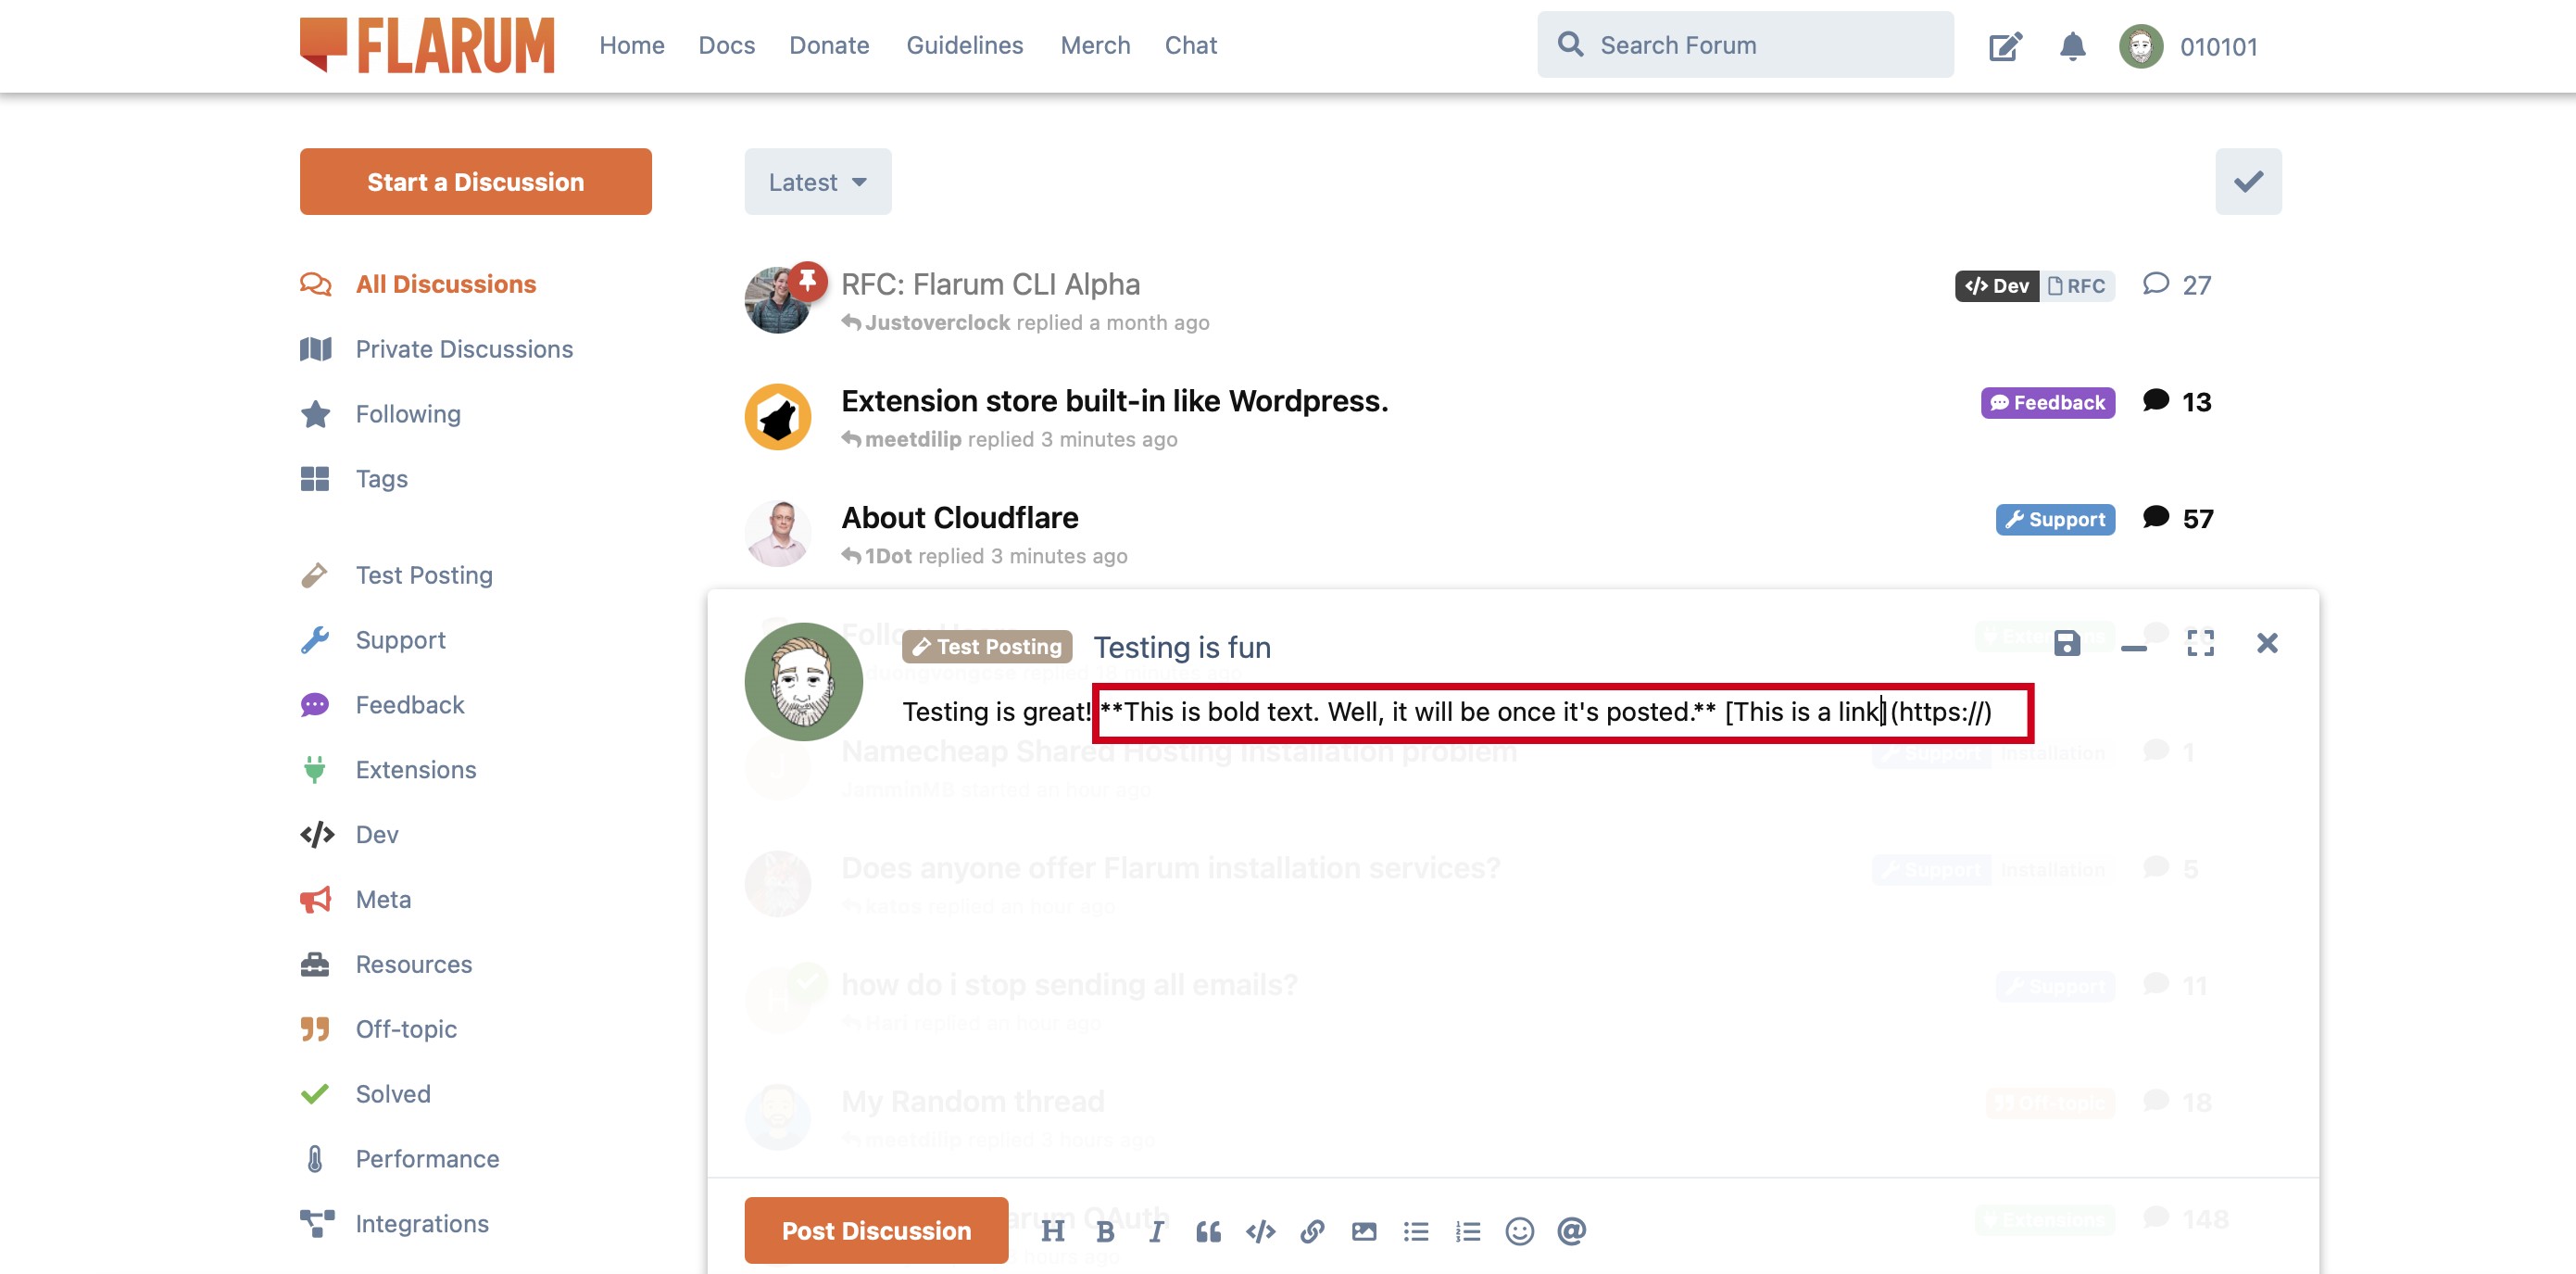 FLARUM
Home Docs Donate Guidelines Merch Chat
Search Forum
010101
Start a Discussion
Latest
All Discussions
Private Discussions
Following
Tags
Test Posting
Support
Feedback
Extensions
Dev
Meta
Resources
Off-topic
Solved
Performance
Integrations
RFC: Flarum CLI Alpha
Dev RFC 27
Justoverclock replied a month ago
Extension store built-in like Wordpress.
Feedback 13
meetdilip replied 3 minutes ago
About Cloudflare
Support 57
1Dot replied 3 minutes ago
Test Posting Testing is fun
Testing is great! **This is bold text. Well, it will be once it's posted.** [This is a link](https://)
Namecheap Shared Hosting Installation problem
Support Installation 1
JamminMB started an hour ago
Does anyone offer Flarum installation services?
Support Installation 5
katos replied an hour ago
how do i stop sending all emails?
Support 11
Hari replied an hour ago
My Random thread
Off-topic 18
meetdilip replied 3 hours ago
OAuth
Extensions 148
hours ago
Post Discussion H B I @